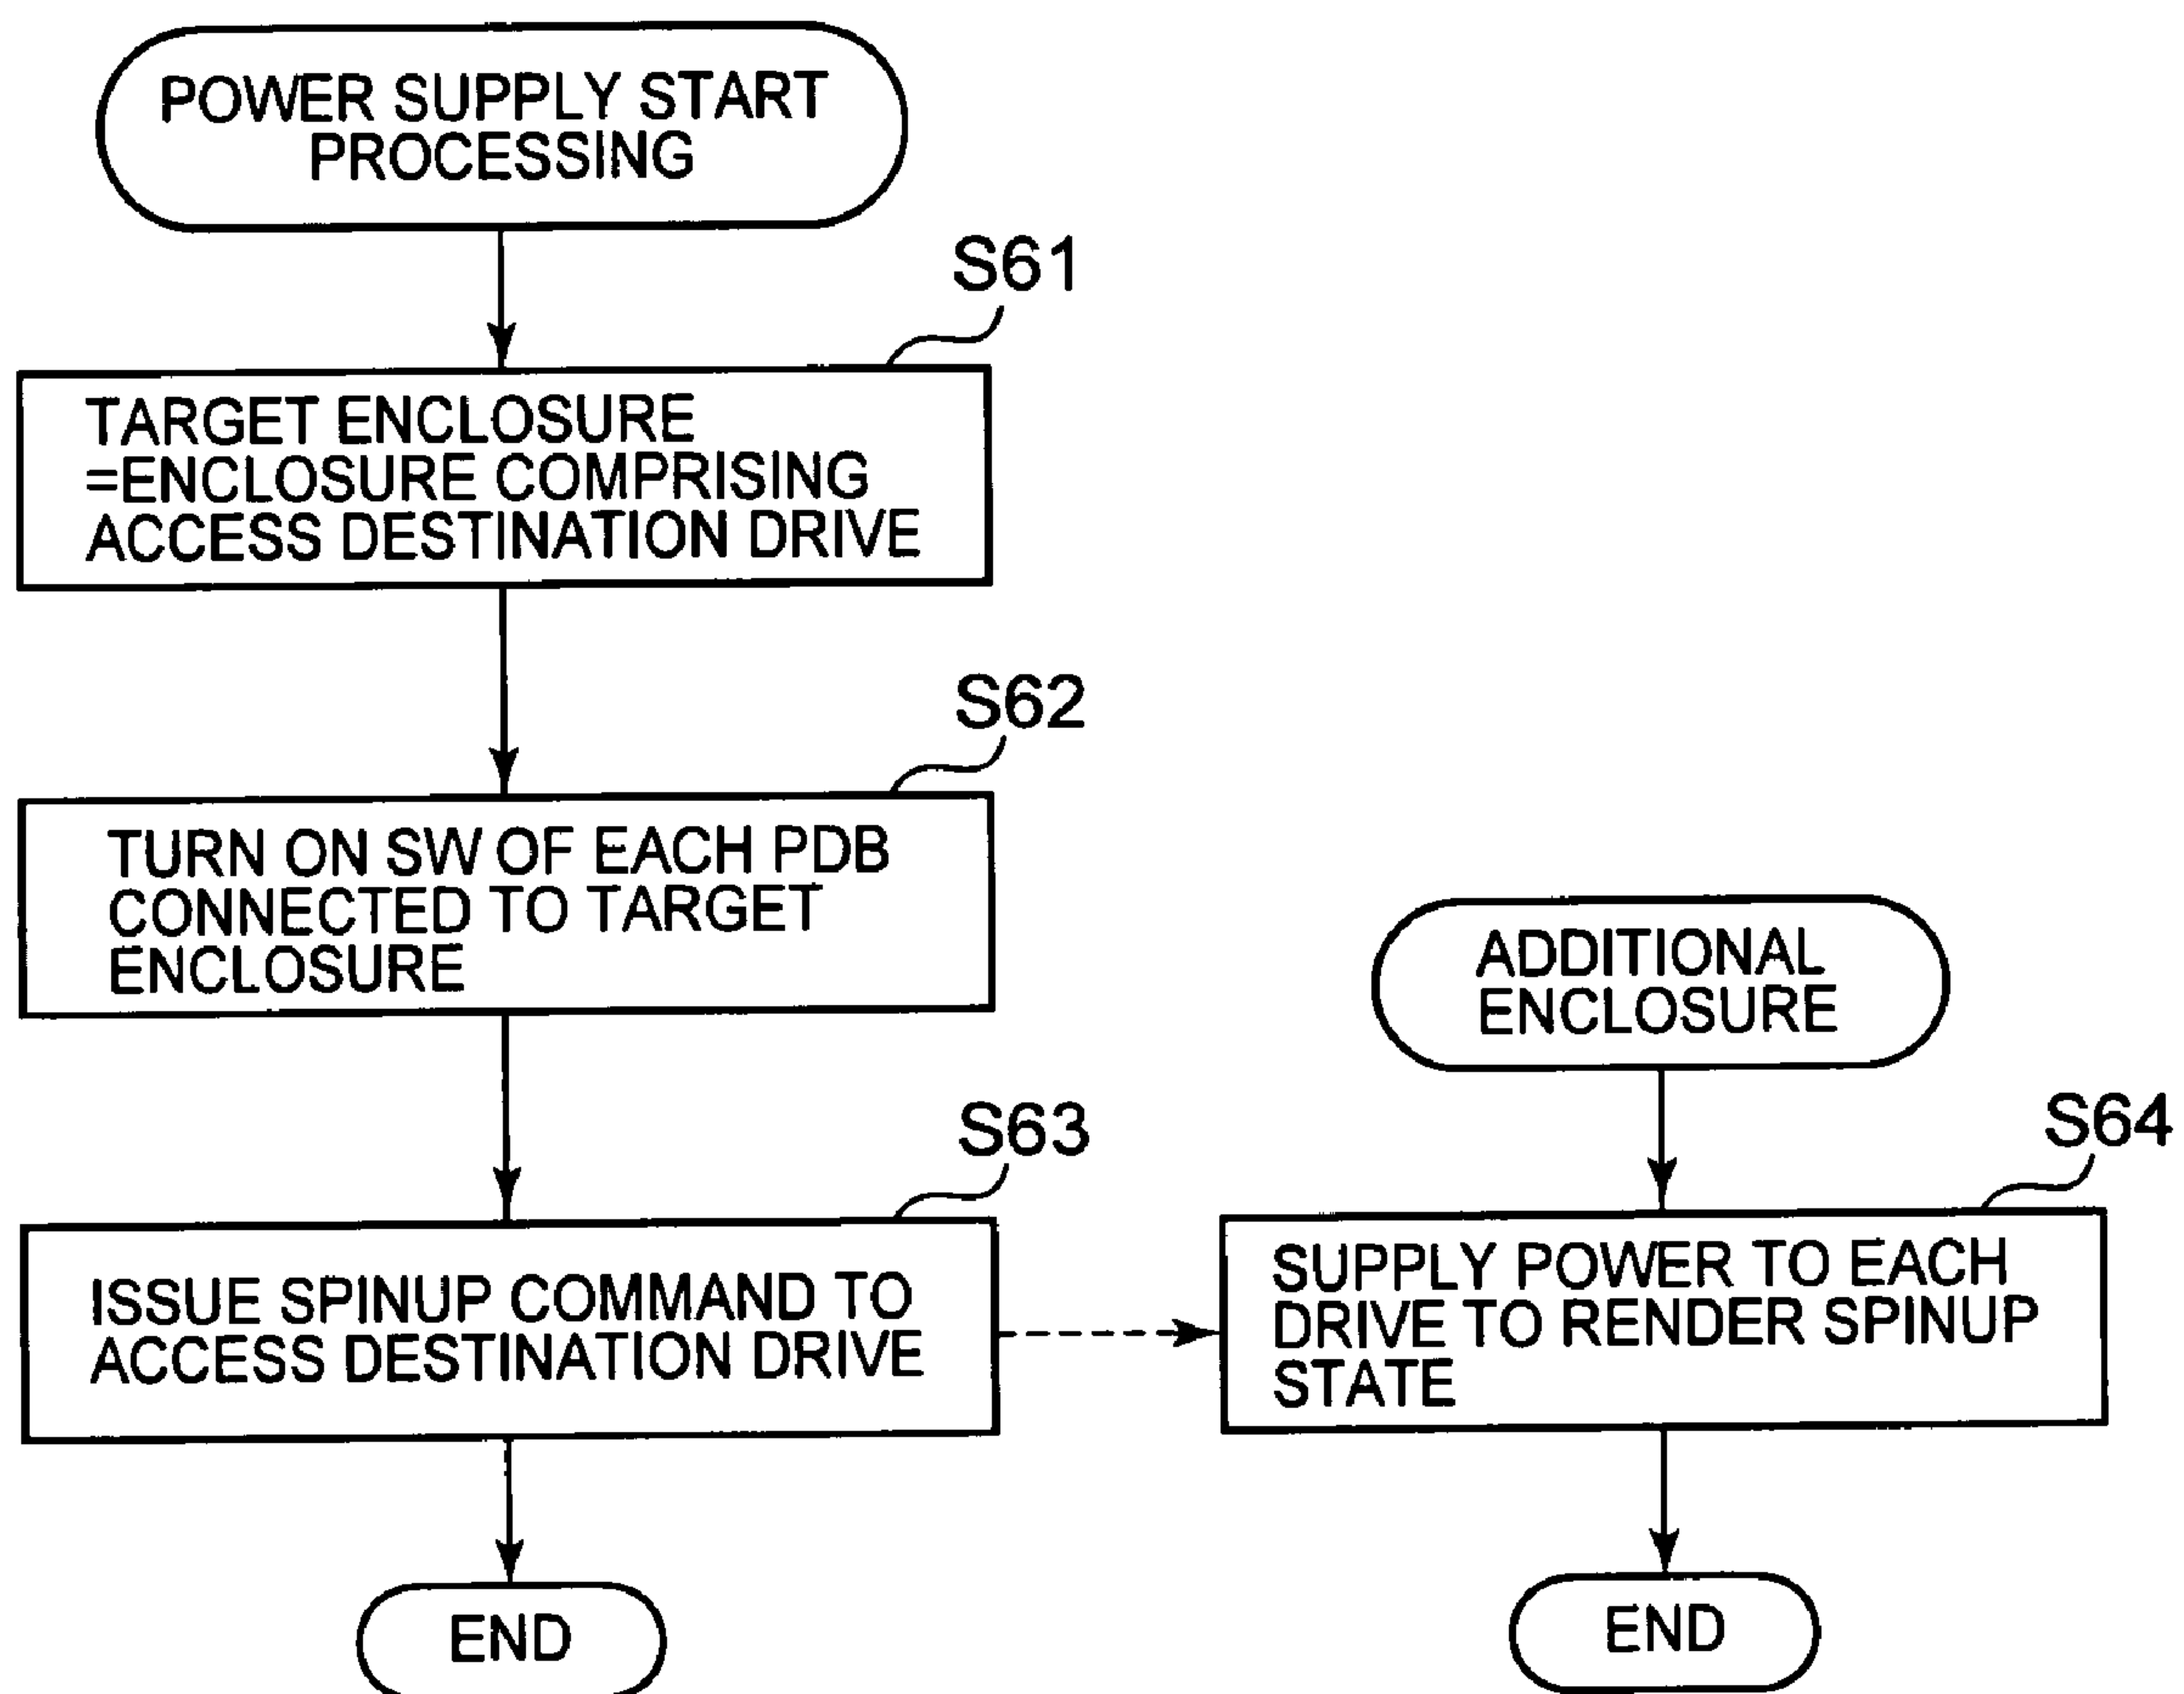 POWER SUPPLY START
PROCESSING
S61
TARGET ENCLOSURE
=ENCLOSURE COMPRISING
ACCESS DESTINATION DRIVE
S62
TURN ON SW OF EACH PDB
CONNECTED TO TARGET
ENCLOSURE
S63
ISSUE SPINUP COMMAND TO
ACCESS DESTINATION DRIVE
END
ADDITIONAL
ENCLOSURE
S64
SUPPLY POWER TO EACH
DRIVE TO RENDER SPINUP
STATE
END